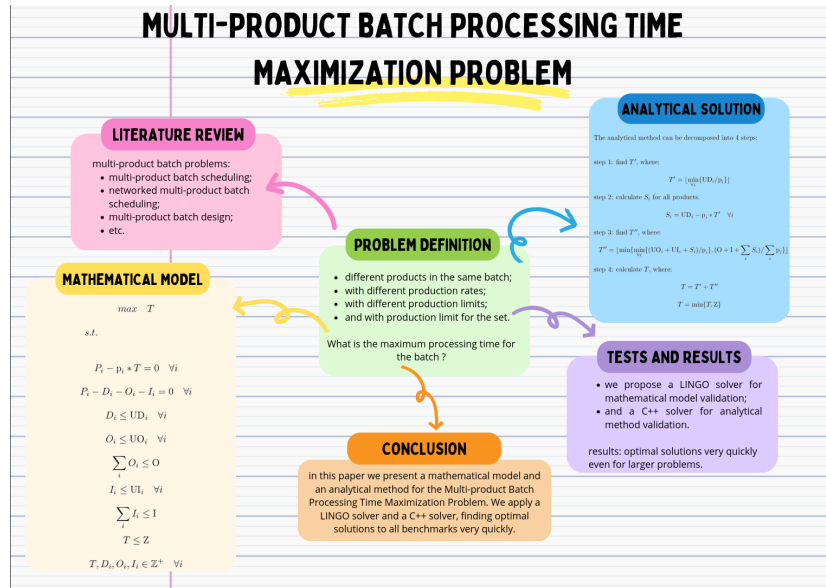 MULTI-PRODUCT BATCH PROCESSING TIME
MAXIMIZATION PROBLEM
LITERATURE REVIEW
multi-product batch problems:
• multi-product batch scheduling;
• networked multi-product batch
scheduling;
• multi-product batch design;
• etc.
ANALYTICAL SOLUTION
The analytical method can be decomposed into 4 steps:
step 1: find T', where:
T' = ⌊min{UD_i/p_i}⌋
∀i
step 2: calculate S_i for all products.
S_i = UD_i − p_i * T' ∀i
step 3: find T'', where:
T'' = ⌊min{min{(UO_i + UI_i + S_i)/p_i}, (O + I + ∑ S_i)/∑ p_i}⌋
∀i i i
step 4: calculate T, where:
T = T' + T''
T = min{T, Z}
PROBLEM DEFINITION
• different products in the same batch;
• with different production rates;
• with different production limits;
• and with production limit for the set.
What is the maximum processing time for
the batch ?
MATHEMATICAL MODEL
max T
s.t.
P_i − p_i * T = 0 ∀i
P_i − D_i − O_i − I_i = 0 ∀i
D_i ≤ UD_i ∀i
O_i ≤ UO_i ∀i
∑ O_i ≤ O
i
I_i ≤ UI_i ∀i
∑ I_i ≤ I
i
T ≤ Z
T, D_i, O_i, I_i ∈ ℤ⁺ ∀i
TESTS AND RESULTS
• we propose a LINGO solver for
mathematical model validation;
• and a C++ solver for analytical
method validation.
results: optimal solutions very quickly
even for larger problems.
CONCLUSION
in this paper we present a mathematical model and
an analytical method for the Multi-product Batch
Processing Time Maximization Problem. We apply a
LINGO solver and a C++ solver, finding optimal
solutions to all benchmarks very quickly.